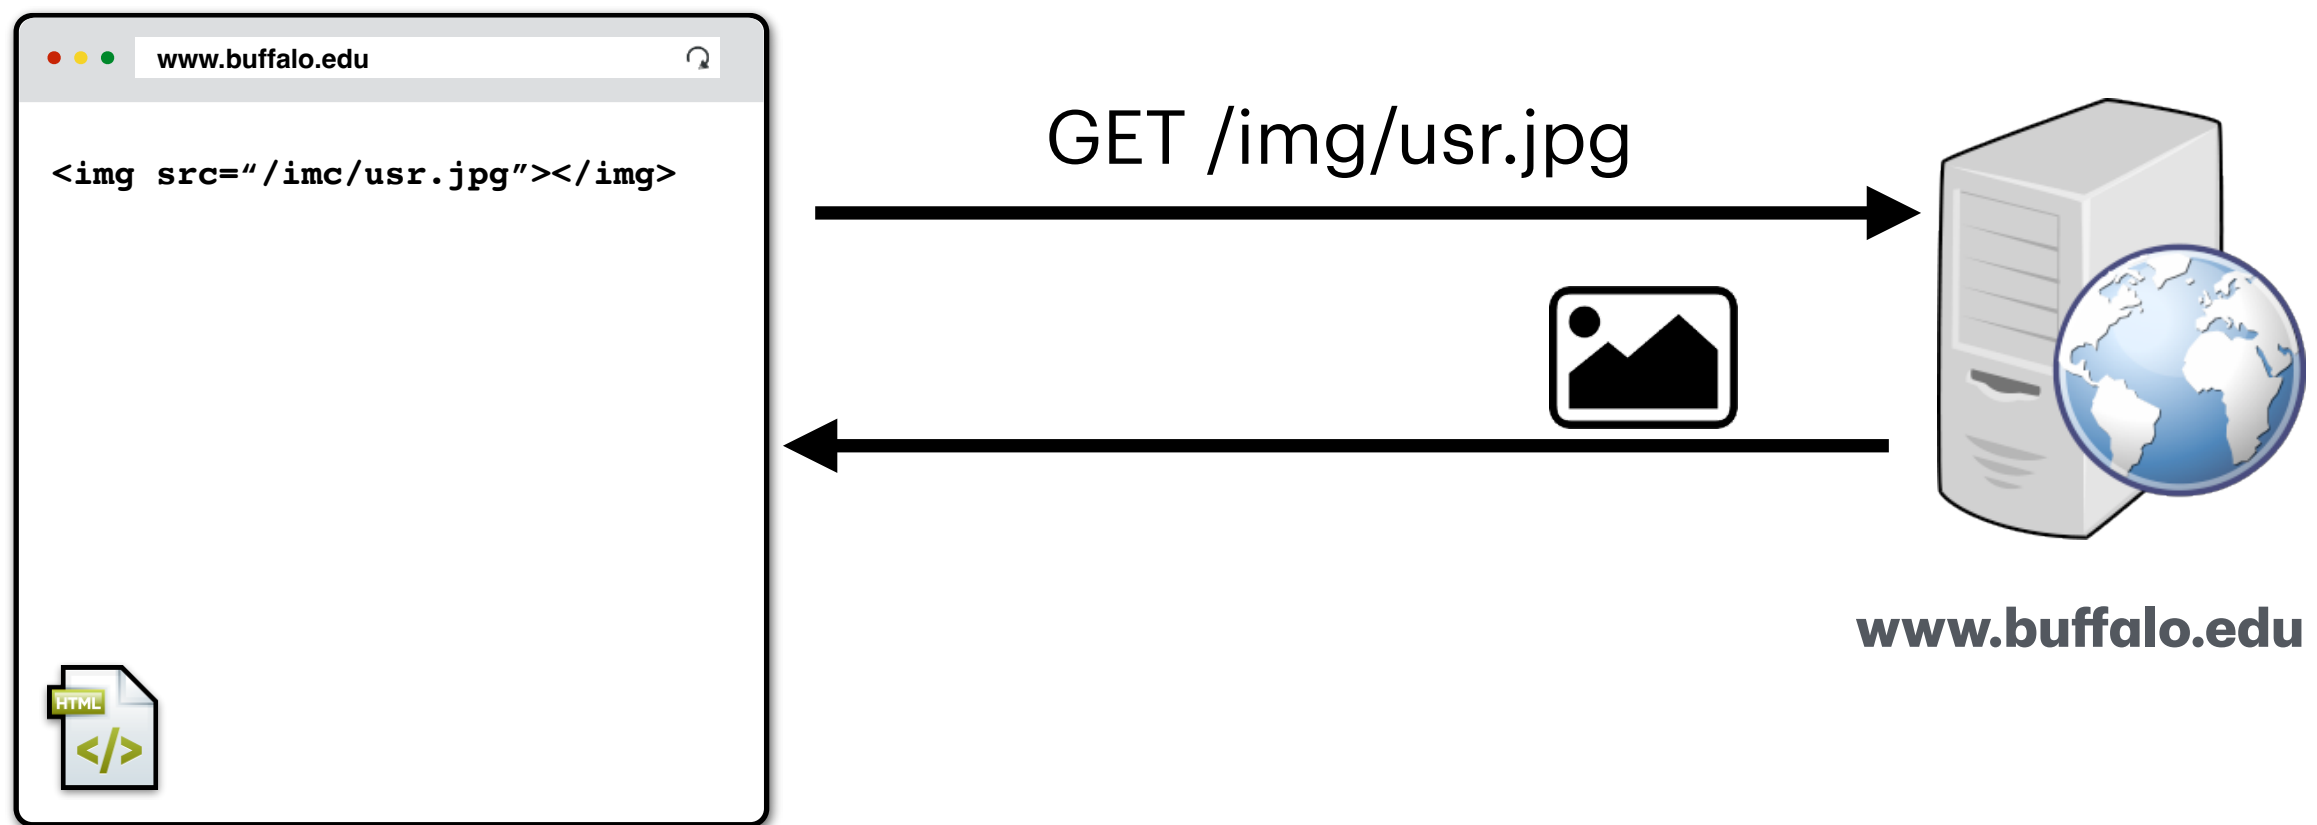 www.buffalo.edu
<img src=“/imc/usr.jpg”></img>
GET /img/usr.jpg
www.buffalo.edu
HTML
</>